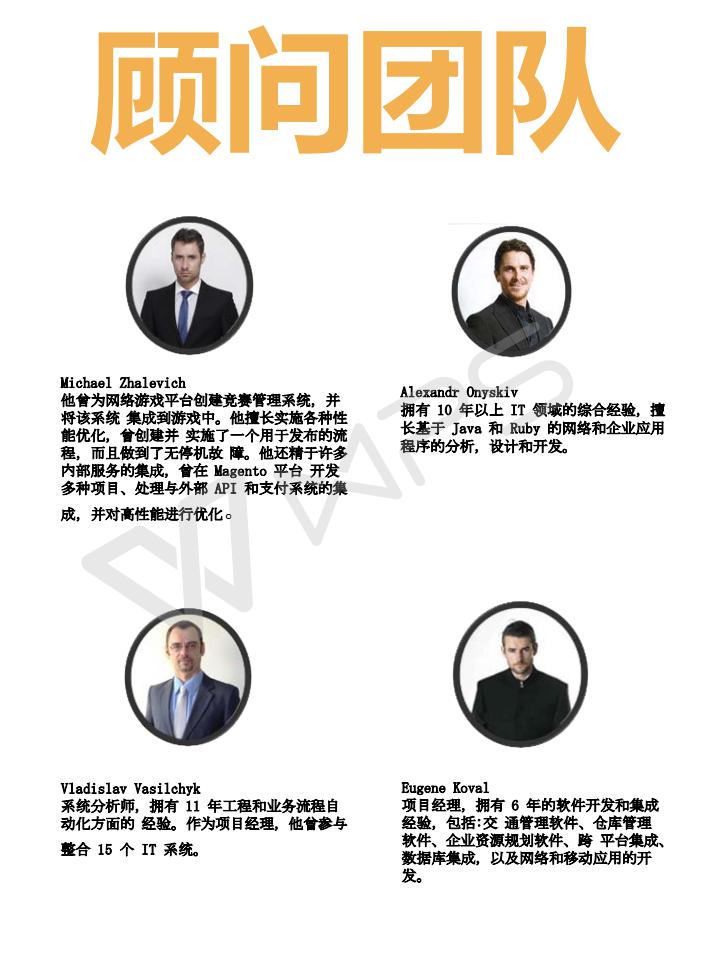 顾问团队
Michael Zhalevich
他曾为网络游戏平台创建竞赛管理系统，并
将该系统 集成到游戏中。他擅长实施各种性
能优化，曾创建并 实施了一个用于发布的流
程，而且做到了无停机故 障。他还精于许多
内部服务的集成，曾在 Magento 平台 开发
多种项目、处理与外部 API 和支付系统的集
成，并对高性能进行优化。
Alexandr Onyskiv
拥有 10 年以上 IT 领域的综合经验，擅
长基于 Java 和 Ruby 的网络和企业应用
程序的分析，设计和开发。
Vladislav Vasilchyk
系统分析师，拥有 11 年工程和业务流程自
动化方面的 经验。作为项目经理，他曾参与
整合 15 个 IT 系统。
Eugene Koval
项目经理，拥有 6 年的软件开发和集成
经验，包括:交 通管理软件、仓库管理
软件、企业资源规划软件、跨 平台集成、
数据库集成，以及网络和移动应用的开
发。